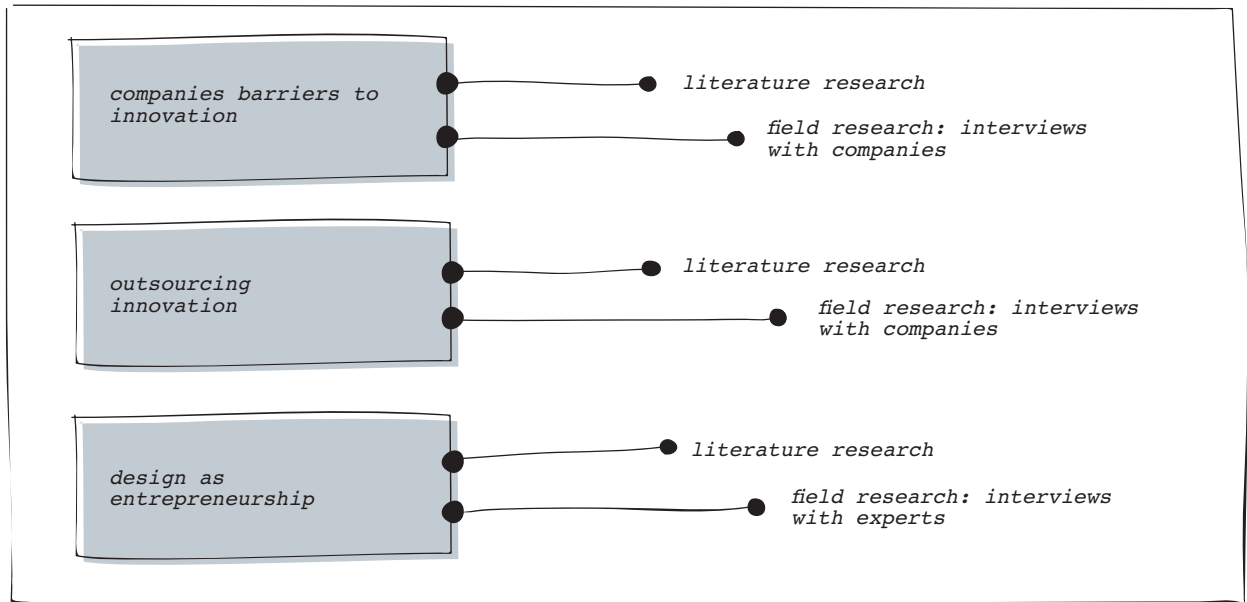 companies barriers to
innovation
literature research
field research: interviews
with companies
outsourcing
innovation
literature research
field research: interviews
with companies
design as
entrepreneurship
literature research
field research: interviews
with experts